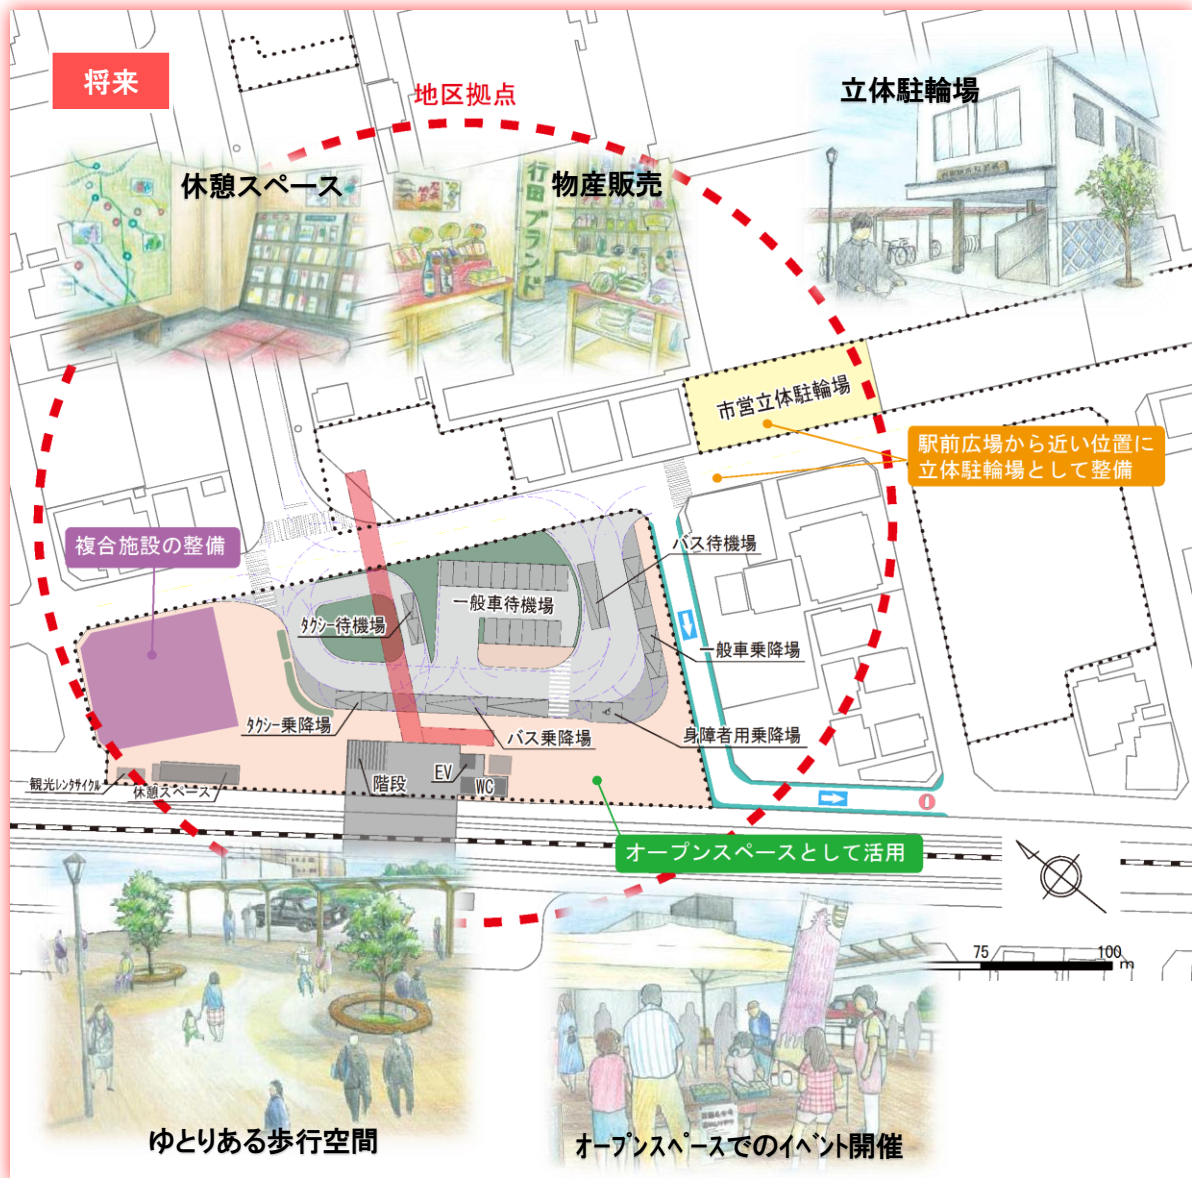 将来
地区拠点
立体駐輪場
休憩スペース
物産販売
行田ブランド
市営立体駐輪場
駅前広場から近い位置に
立体駐輪場として整備
複合施設の整備
バス待機場
一般車待機場
タクシー待機場
一般車乗降場
タクシー乗降場
バス乗降場
身障者用乗降場
観光レンタサイクル
休憩スペース
階段
EV
WC
オープンスペースとして活用
75
100
m
ゆとりある歩行空間
オープンスペースでのイベント開催